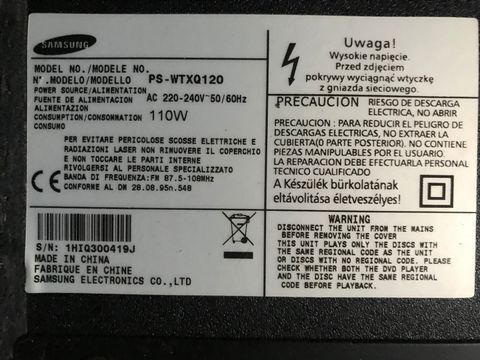 SAMSUNG
MODEL NO./MODELE NO.
N°.MODELO/MODELLO PS-WTXQ120
POWER SOURCE/ALIMENTATION
FUENTE DE ALIMENTACION AC 220-240V~50/60Hz
ALIMENTAZION
CONSUMPTION/CONSOMMATION 110W
CONSUMO
PER EVITARE PERICOLOSE SCOSSE ELETTRICHE E
RADIAZIONI LASER NON RIMUOVERE IL COPERCHIO
E NON TOCCARE LE PARTI INTERNE
RIVOLGERSI AL PERSONALE SPECIALIZZATO
BANDA DI FREQUENZA:FM 87.5-108MHz
CONFORME AL DM 28.08.95n.548
CE
S/N: 1HIQ300419J
MADE IN CHINA
FABRIQUE EN CHINE
SAMSUNG ELECTRONICS CO.,LTD
Uwaga!
Wysokie napięcie.
Przed zdjęciem
pokrywy wyciągnąć wtyczkę
z gniazda sieciowego.
PRECAUCION RIESGO DE DESCARGA
ELECTRICA, NO ABRIR
PRECAUCION : PARA REDUCIR EL PELIGRO DE
DESCARGAS ELECTRICAS, NO EXTRAER LA
CUBIERTA(O POSTERIOR). NO CONTIENE
PIEZAS MANIPULABLES POR EL USUARIO.
LA REPARACION DEBE EFECTUARLA PERSONAL
TECNICO CUALIFICADO
A Készülék bürkolatának
eltávolítása életveszélyes!
WARNING
DISCONNECT THE UNIT FROM THE MAINS
BEFORE REMOVING THE COVER
THIS UNIT OPERATES DISCS WITH THE
SAME REGIONAL CODE AS THE UNIT
OR DISCS WITH NO REGIONAL CODE. PLEASE
CHECK WHETHER BOTH THE DVD PLAYER
AND THE DISC HAVE THE SAME REGIONAL
CODE BEFORE PLAYBACK.